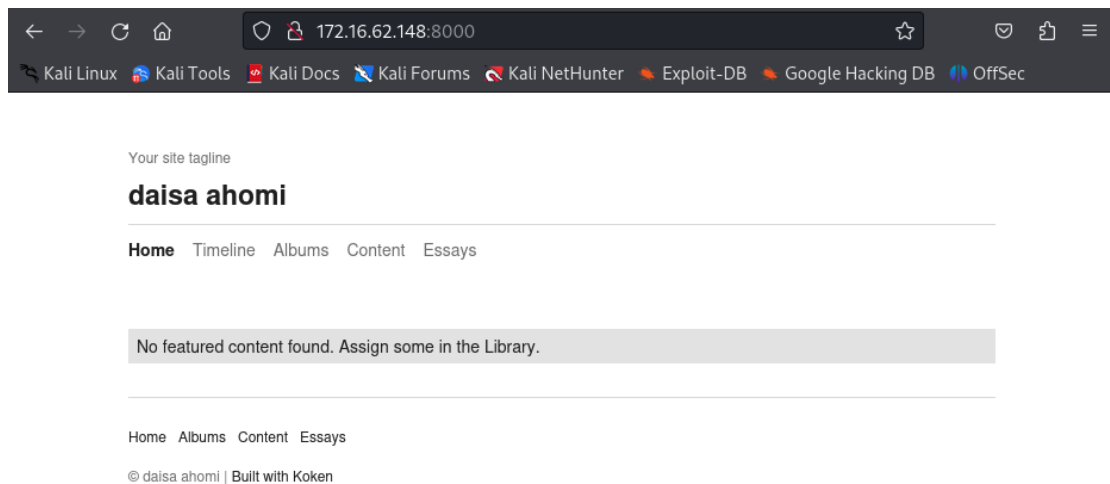 172.16.62.148:8000
Kali Linux Kali Tools Kali Docs Kali Forums Kali NetHunter Exploit-DB Google Hacking DB OffSec
Your site tagline
daisa ahomi
Home Timeline Albums Content Essays
No featured content found. Assign some in the Library.
Home Albums Content Essays
© daisa ahomi | Built with Koken